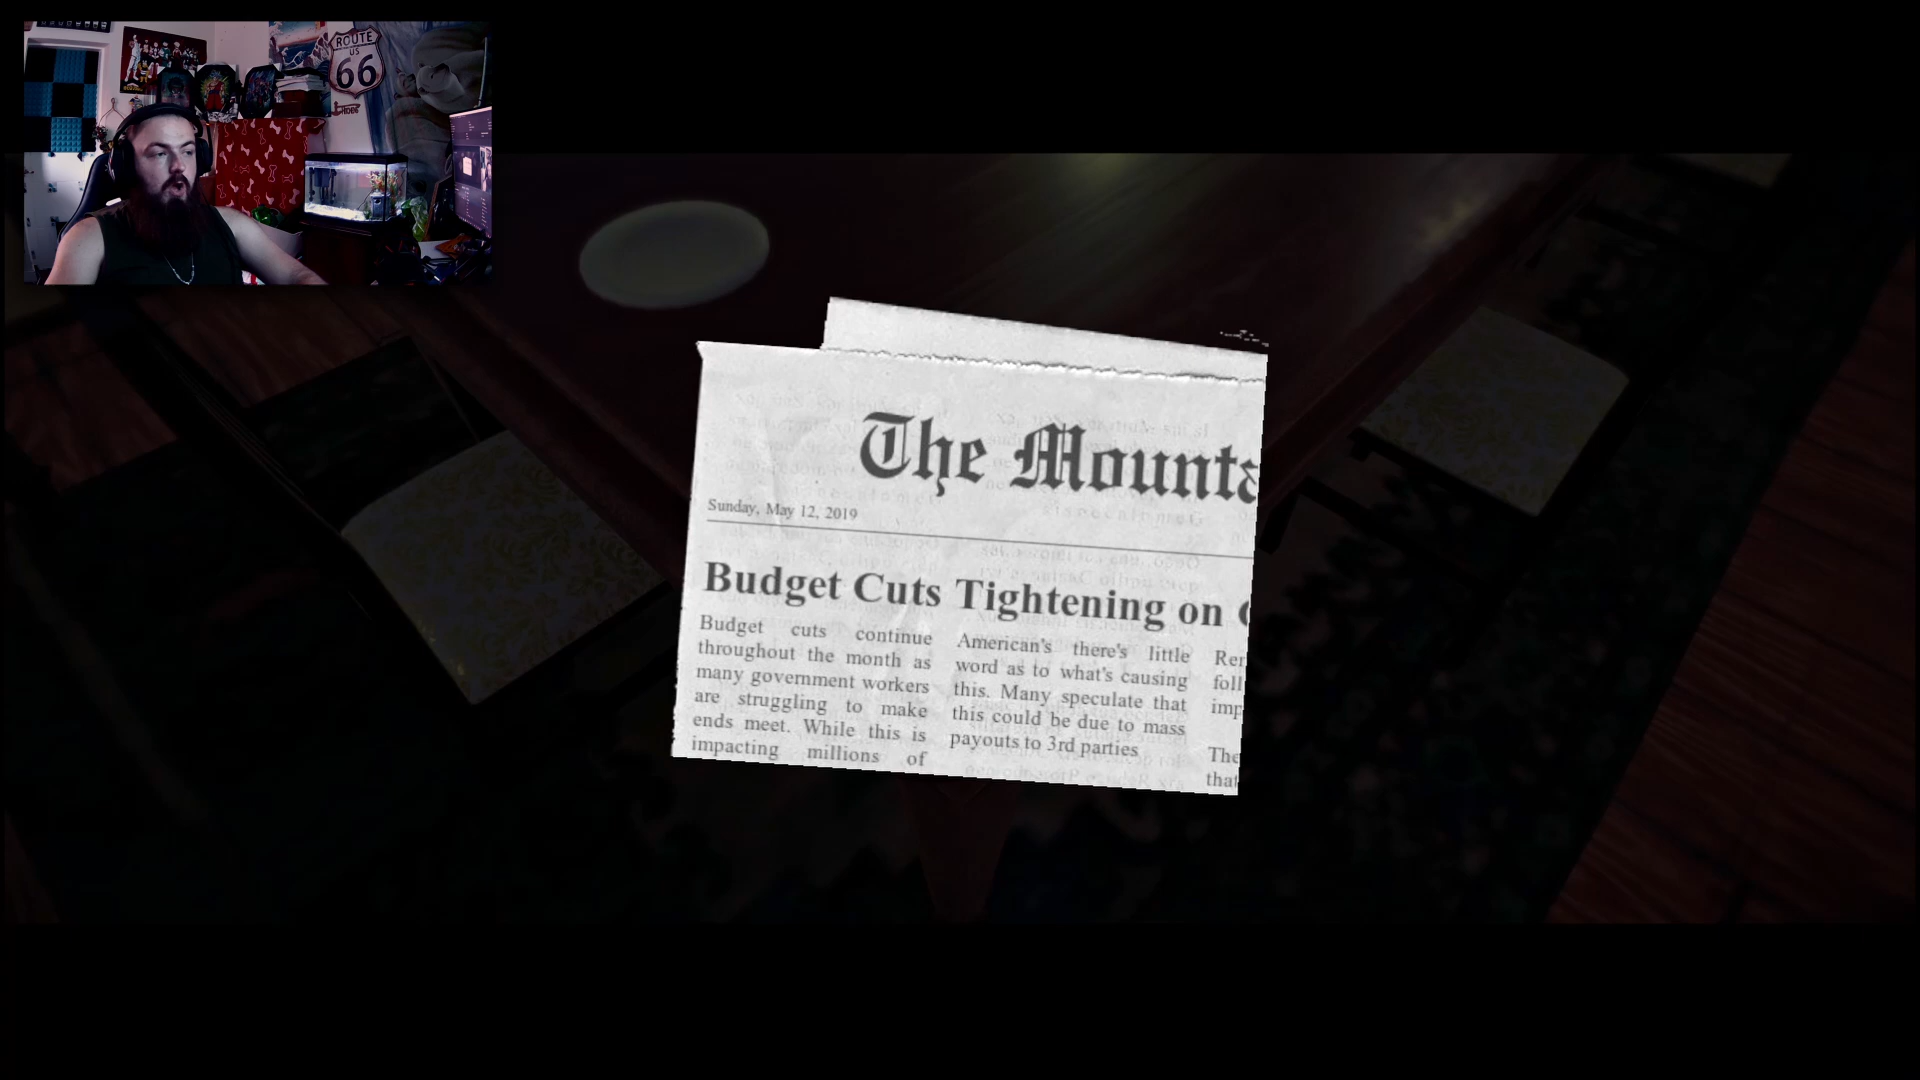 ROUTE
US
66
The Mounta
Sunday, May 12, 2019
Budget Cuts Tightening on
Budget cuts continue
throughout the month as
many government workers
are struggling to make
ends meet. While this is
impacting millions of
American's there's little
word as to what's causing
this. Many speculate that
this could be due to mass
payouts to 3rd parties
Ren
foll
imp
The
that